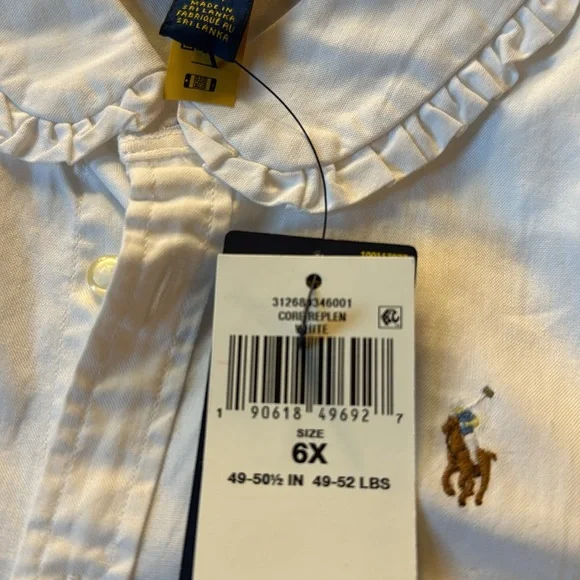 MADE IN
SRI LANKA
FABRIQUÉ AU
SRI LANKA
CORE REPLEN
WHITE
1 90618 49692 7
SIZE
6X
49-50½ IN 49-52 LBS